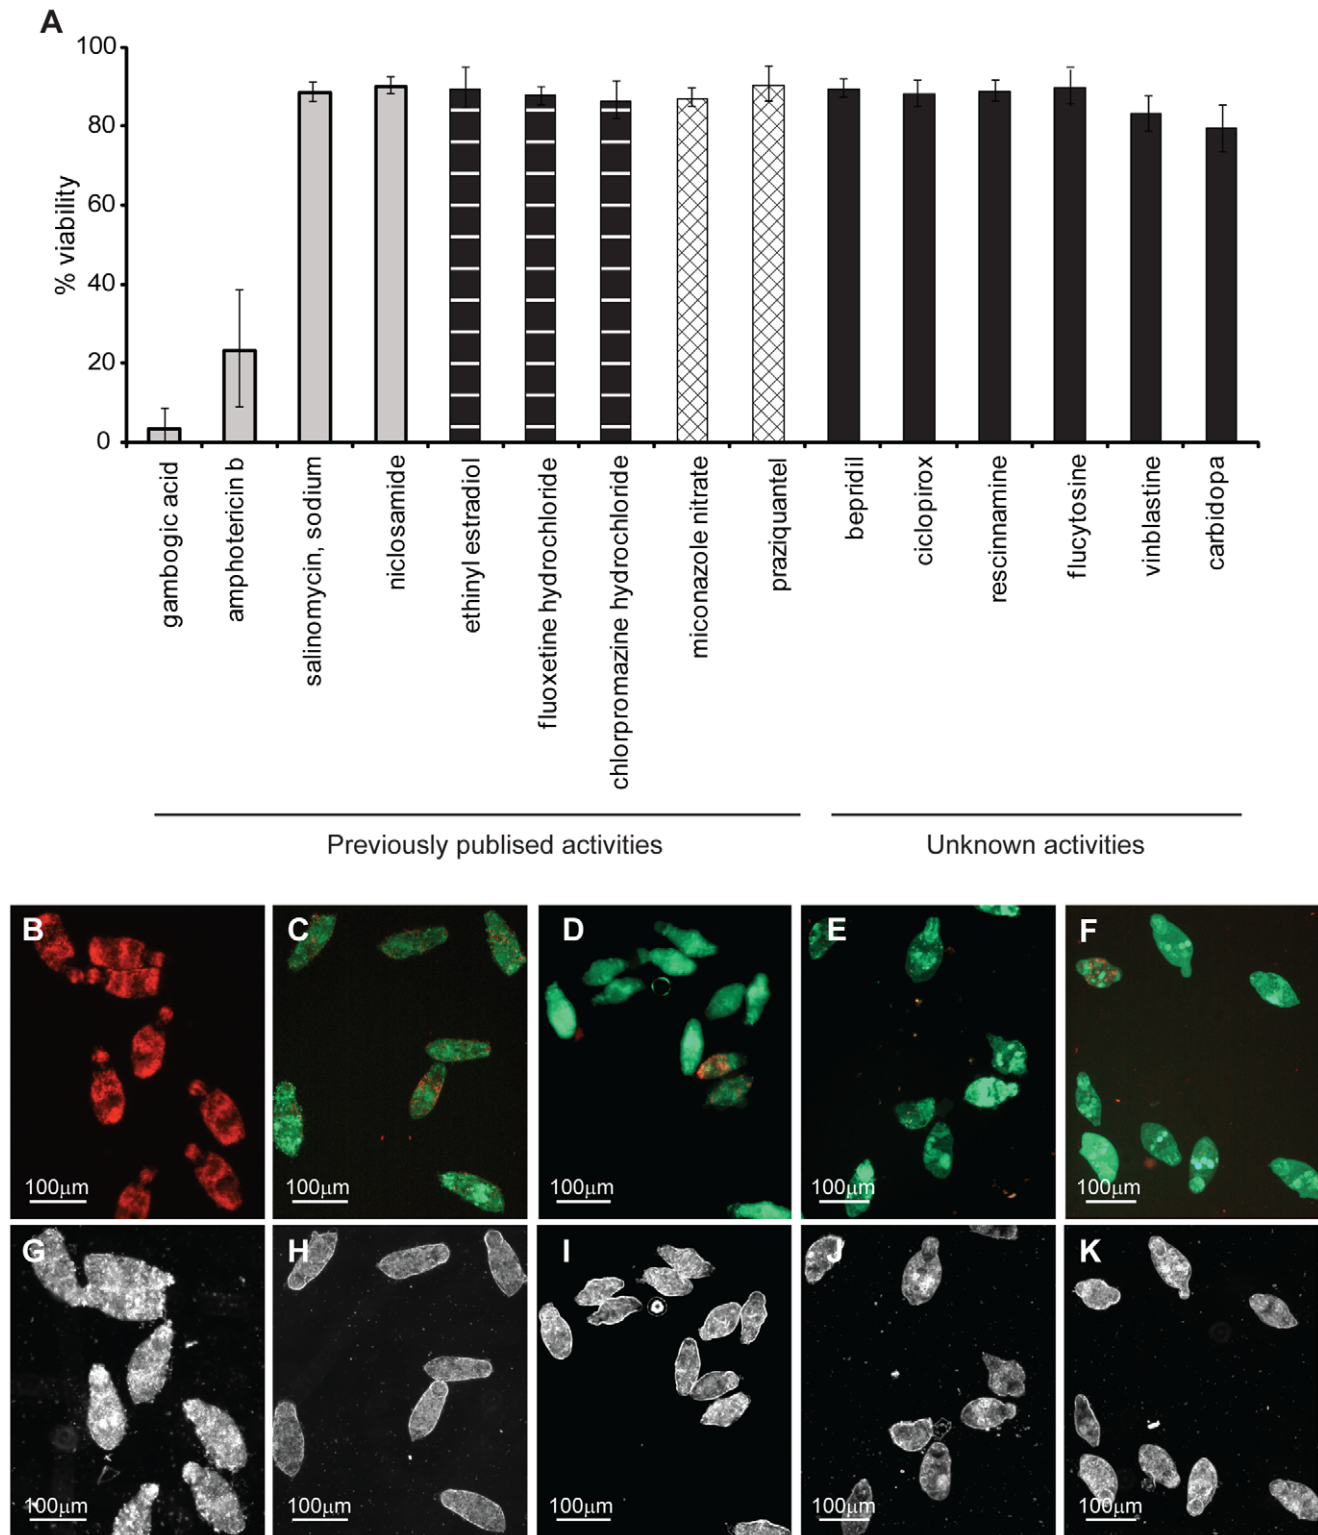 A
100
80
60
40
20
0
% viability
gambogic acid
amphotericin b
salinomycin, sodium
niclosamide
ethinyl estradiol
fluoxetine hydrochloride
chlorpromazine hydrochloride
miconazole nitrate
praziquantel
bepridil
ciclopirox
rescinnamine
flucytosine
vinblastine
carbidopa
Previously publised activities
Unknown activities
B
C
D
E
F
100μm
100μm
100μm
100μm
100μm
G
H
I
J
K
100μm
100μm
100μm
100μm
100μm